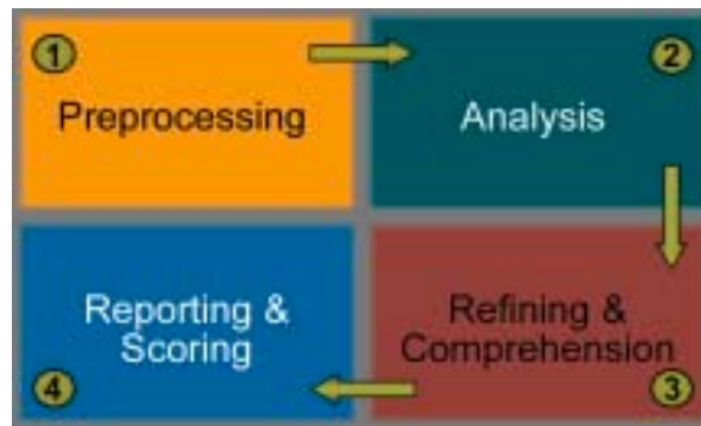 1
Preprocessing
2
Analysis
Refining &
Comprehension
3
Reporting &
Scoring
4